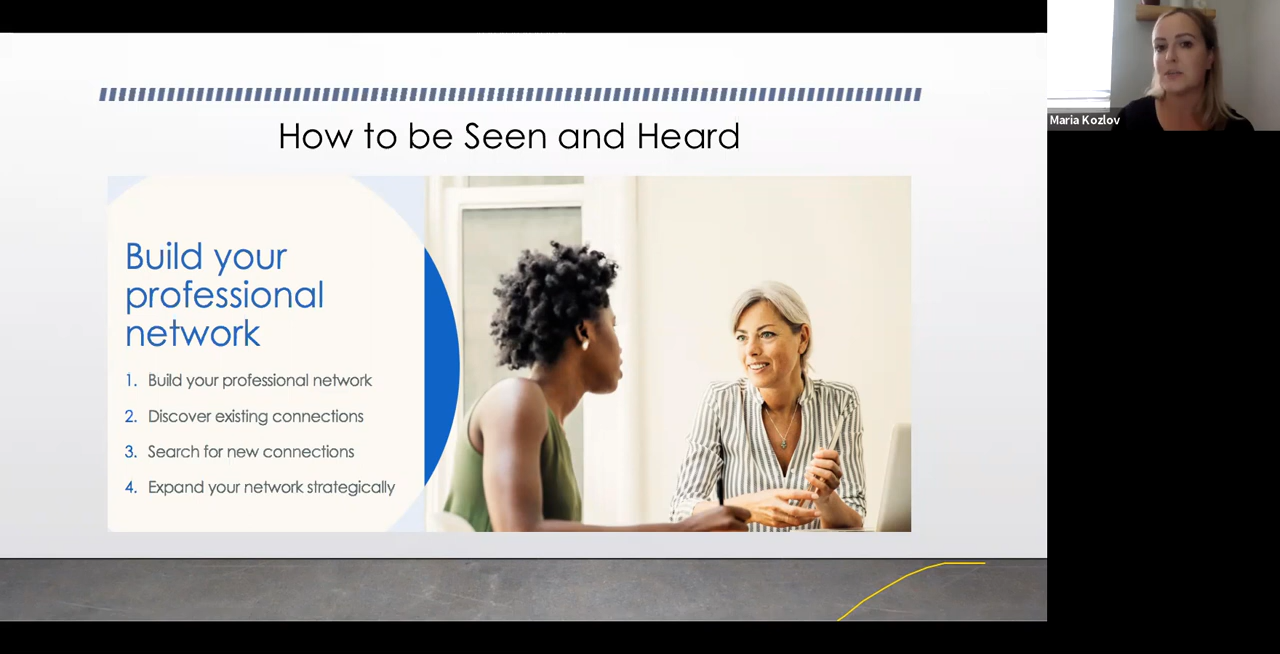 How to be Seen and Heard
Build your
professional
network
1. Build your professional network
2. Discover existing connections
3. Search for new connections
4. Expand your network strategically
Maria Kozlov